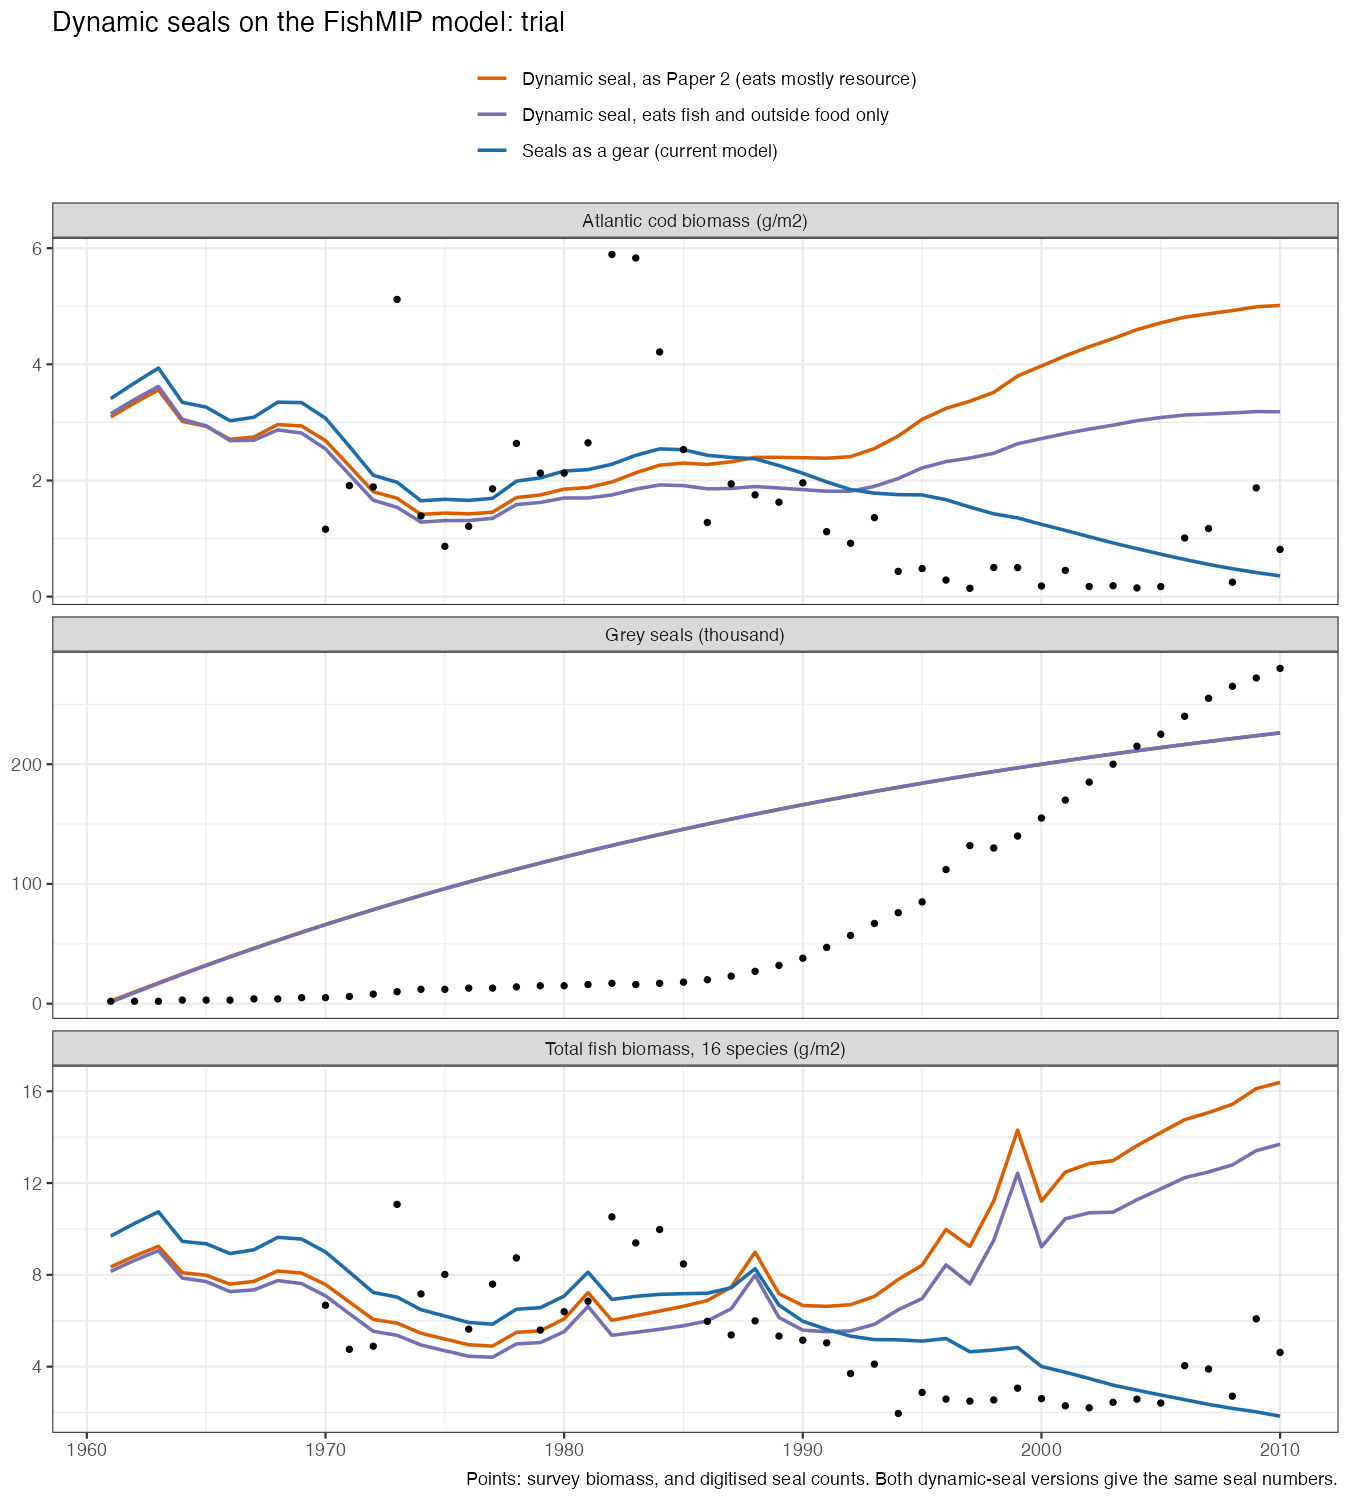 Dynamic seals on the FishMIP model: trial
Dynamic seal, as Paper 2 (eats mostly resource)
Dynamic seal, eats fish and outside food only
Seals as a gear (current model)
Atlantic cod biomass (g/m2)
6
4
2
0
Grey seals (thousand)
200
100
0
Total fish biomass, 16 species (g/m2)
16
12
8
4
1960 1970 1980 1990 2000 2010
Points: survey biomass, and digitised seal counts. Both dynamic-seal versions give the same seal numbers.